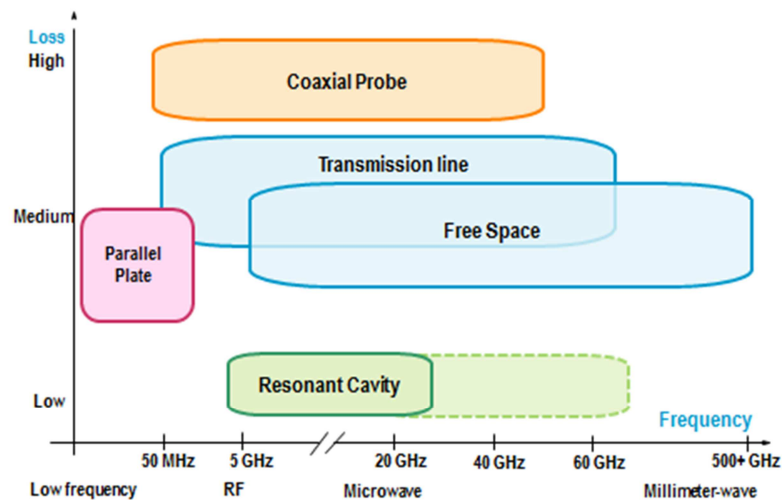 Loss
High
Coaxial Probe
Transmission line
Medium
Free Space
Parallel
Plate
Resonant Cavity
Low
Frequency
50 MHz 5 GHz 20 GHz 40 GHz 60 GHz 500+ GHz
Low frequency RF Microwave Millimeter-wave